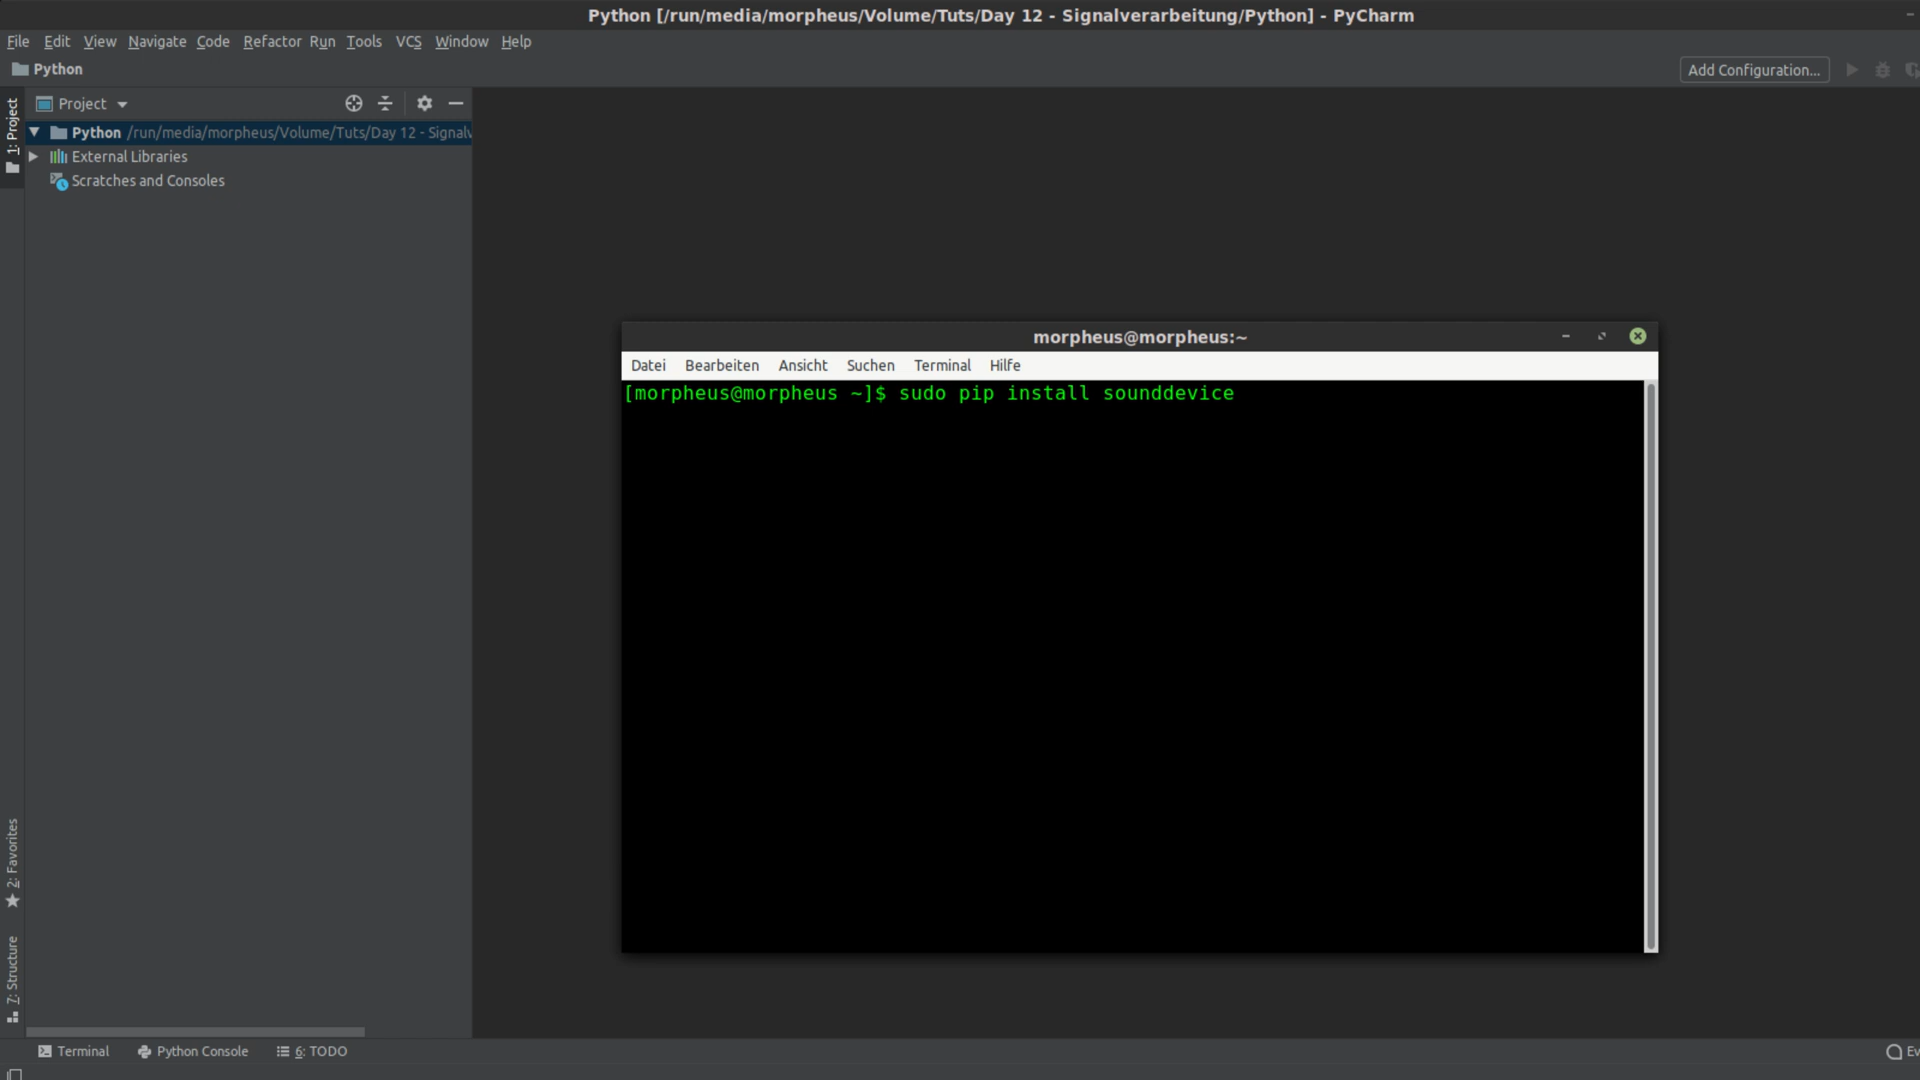 Python [/run/media/morpheus/Volume/Tuts/Day 12 - Signalverarbeitung/Python] - PyCharm
File Edit View Navigate Code Refactor Run Tools VCS Window Help
Python
Add Configuration...
1: Project
Project
Python /run/media/morpheus/Volume/Tuts/Day 12 - Signalv
External Libraries
Scratches and Consoles
morpheus@morpheus:~
Datei Bearbeiten Ansicht Suchen Terminal Hilfe
[morpheus@morpheus ~]$ sudo pip install sounddevice
2: Favorites
7: Structure
Terminal Python Console 6: TODO
Ev